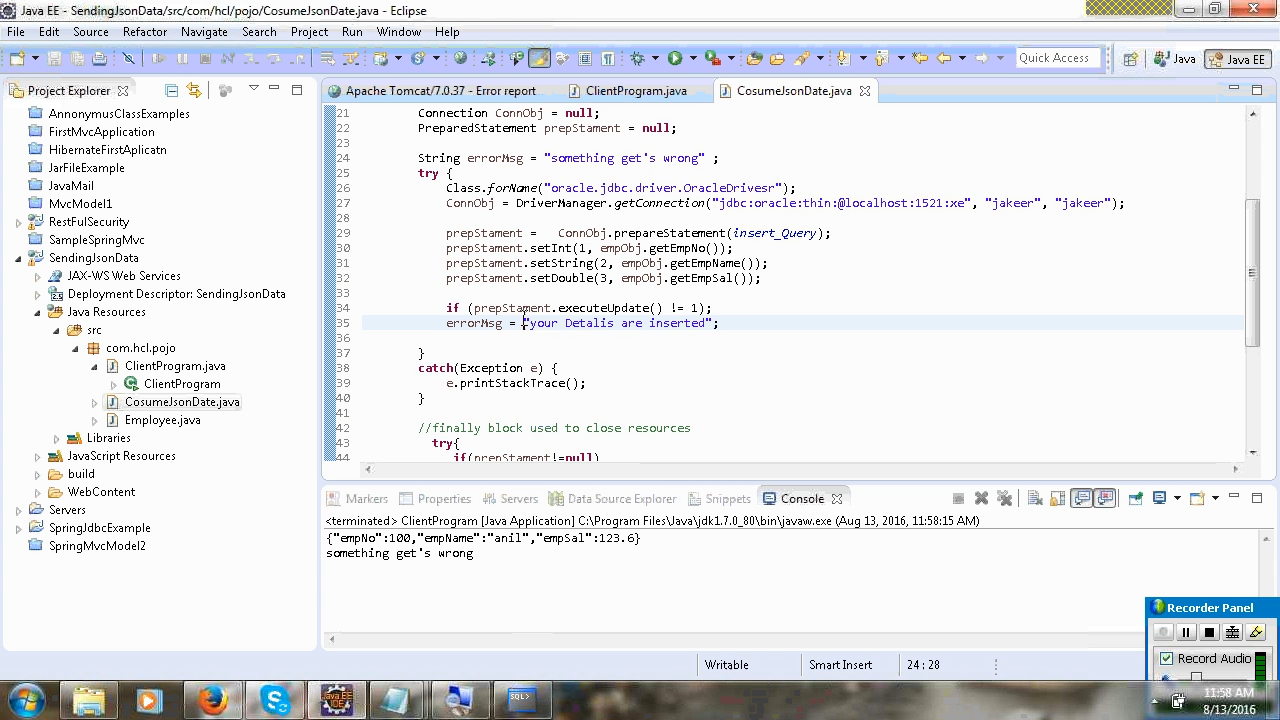 Java EE - SendingJsonData/src/com/hcl/pojo/CosumeJsonDate.java - Eclipse
File Edit Source Refactor Navigate Search Project Run Window Help
Quick Access Java Java EE
Project Explorer
AnnonymusClassExamples
FirstMvcApplication
HibernateFirstAplicatn
JarFileExample
JavaMail
MvcModel1
RestFulSecurity
SampleSpringMvc
SendingJsonData
JAX-WS Web Services
Deployment Descriptor: SendingJsonData
Java Resources
src
com.hcl.pojo
ClientProgram.java
ClientProgram
CosumeJsonDate.java
Employee.java
Libraries
JavaScript Resources
build
WebContent
Servers
SpringJdbcExample
SpringMvcModel2
Apache Tomcat/7.0.37 - Error report ClientProgram.java CosumeJsonDate.java
21 Connection ConnObj = null;
22 PreparedStatement prepStament = null;
23
24 String errorMsg = "something get's wrong" ;
25 try {
26 Class.forName("oracle.jdbc.driver.OracleDrivesr");
27 ConnObj = DriverManager.getConnection("jdbc:oracle:thin:@localhost:1521:xe", "jakeer", "jakeer");
28
29 prepStament = ConnObj.prepareStatement(insert_Query);
30 prepStament.setInt(1, empObj.getEmpNo());
31 prepStament.setString(2, empObj.getEmpName());
32 prepStament.setDouble(3, empObj.getEmpSal());
33
34 if (prepStament.executeUpdate() != 1);
35 errorMsg = "your Detalis are inserted";
36
37 }
38 catch(Exception e) {
39 e.printStackTrace();
40 }
41
42 //finally block used to close resources
43 try{
44 if(prepStament!=null)
Markers Properties Servers Data Source Explorer Snippets Console
<terminated> ClientProgram [Java Application] C:\Program Files\Java\jdk1.7.0_80\bin\javaw.exe (Aug 13, 2016, 11:58:15 AM)
{"empNo":100,"empName":"anil","empSal":123.6}
something get's wrong
Recorder Panel
Record Audio
Writable Smart Insert 24 : 28
Java EE
IDE
SQL>
11:58 AM
8/13/2016